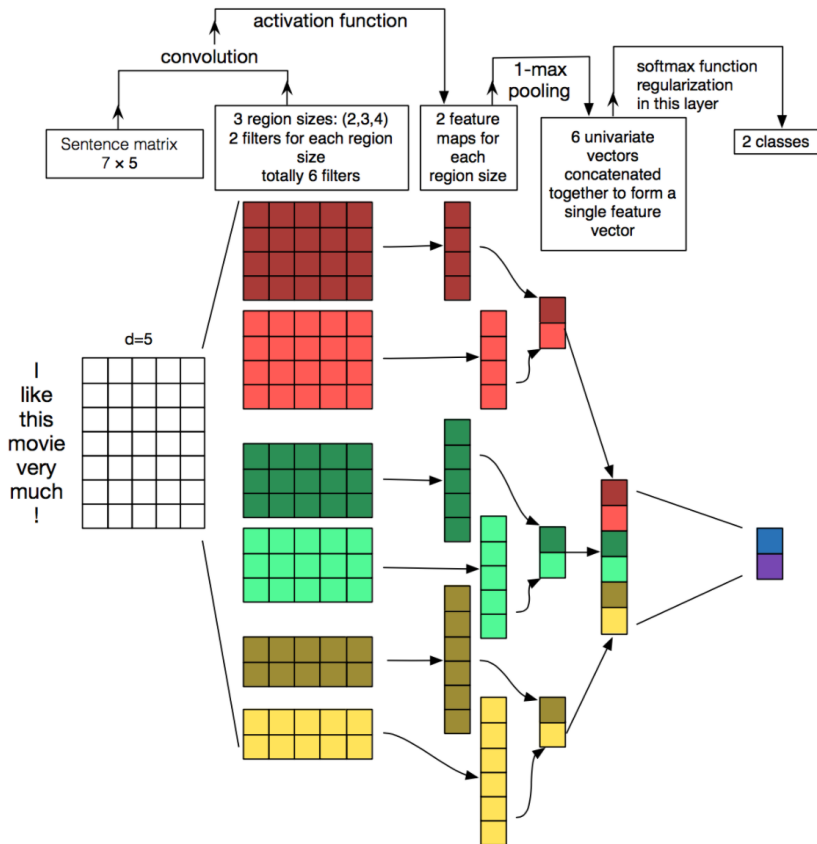 activation function
convolution
1-max
pooling
softmax function
regularization
in this layer
Sentence matrix
7 × 5
3 region sizes: (2,3,4)
2 filters for each region
size
totally 6 filters
2 feature
maps for
each
region size
6 univariate
vectors
concatenated
together to form a
single feature
vector
2 classes
d=5
I
like
this
movie
very
much
!